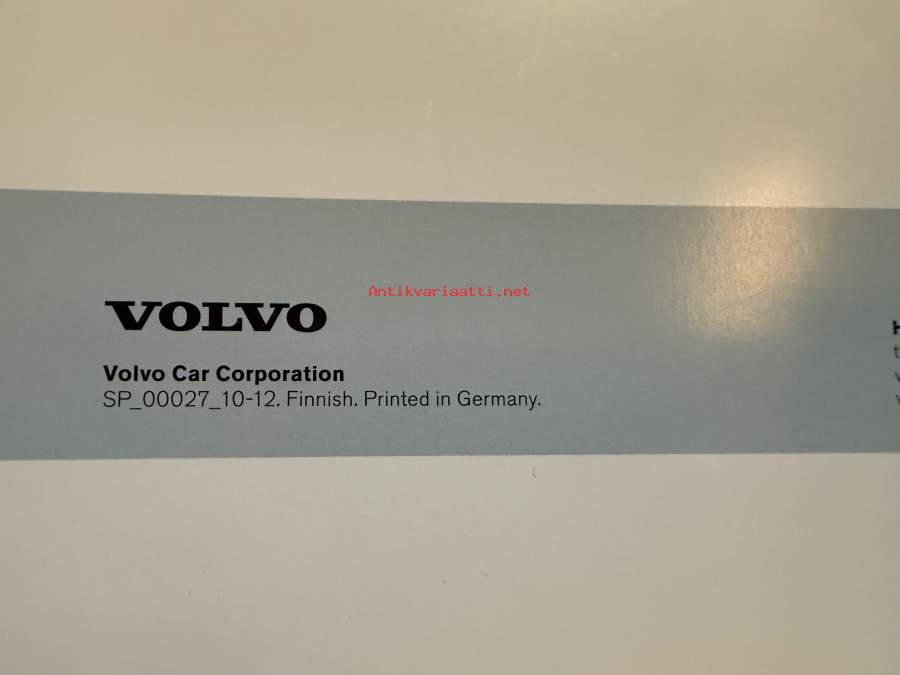 Antikvariaatti.net
VOLVO
Volvo Car Corporation
SP_00027_10-12. Finnish. Printed in Germany.